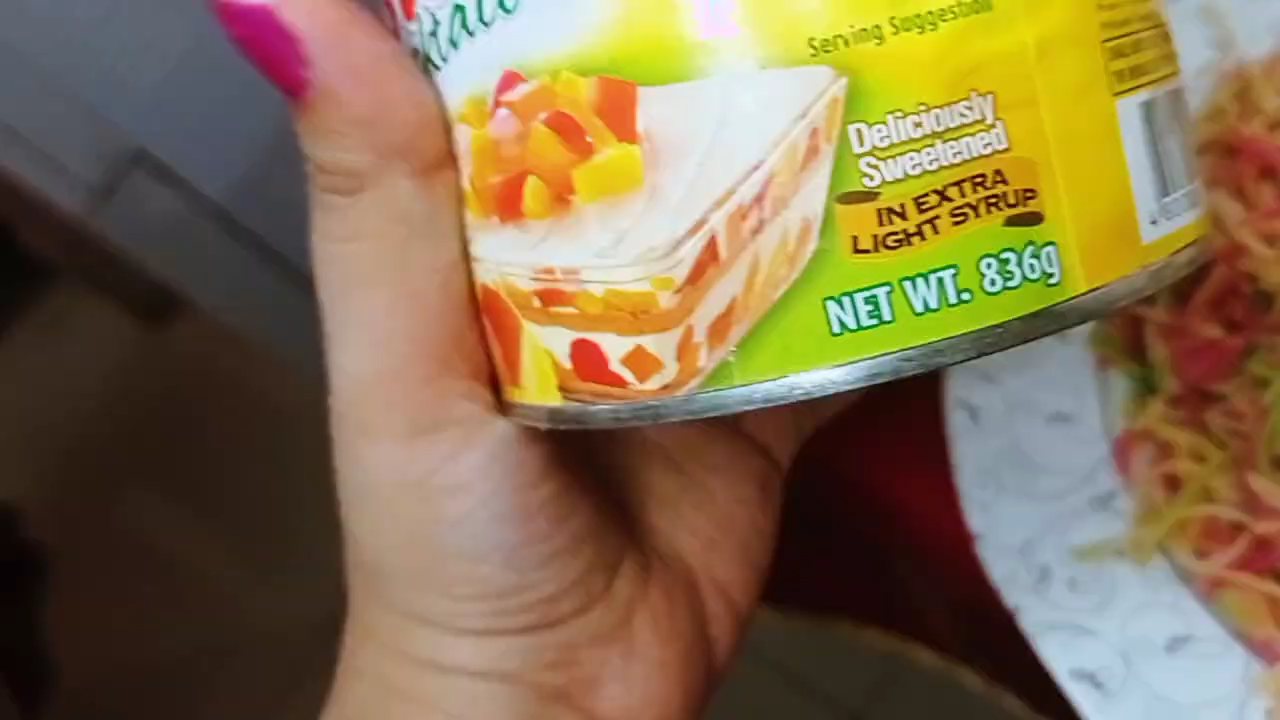 Serving Suggestion
Deliciously
Sweetened
IN EXTRA
LIGHT SYRUP
NET WT. 836g